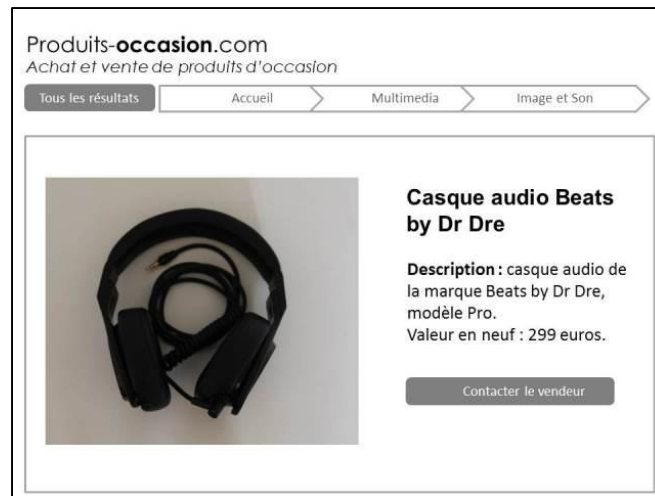 Produits-occasion.com
Achat et vente de produits d'occasion
Tous les résultats
Accueil
Multimedia
Image et Son
Casque audio Beats
by Dr Dre
Description : casque audio de
la marque Beats by Dr Dre,
modèle Pro.
Valeur en neuf : 299 euros.
Contacter le vendeur